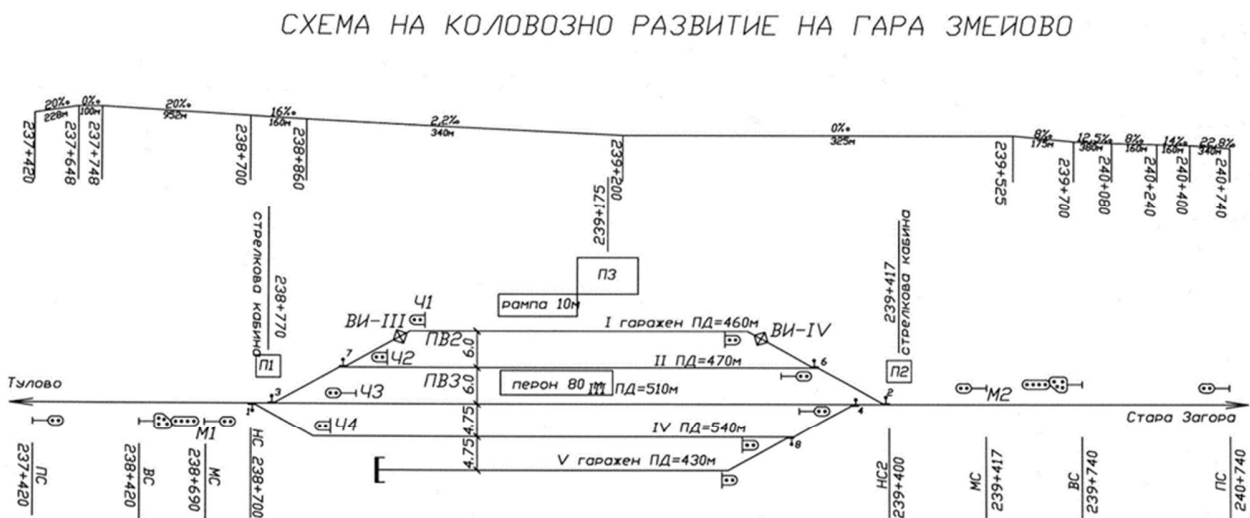 СХЕМА НА КОЛОВОЗНО РАЗВИТИЕ НА ГАРА ЗМЕЙОВО
20‰ 0‰ 20‰ 16‰ 2,2‰ 0‰ 8‰ 12,5‰ 8‰ 14‰ 22,8‰
228м 100м 952м 160м 340м 325м 175м 380м 160м 160м 340м
237+420 237+648 237+748 238+700 238+860 239+200 239+525 239+700 240+080 240+240 240+400 240+740
стрелкова кабина
238+770
239+175
239+417
стрелкова кабина
П3
рампа 10м
Ч1
ВИ-III
I гаражен ПД=460м
ВИ-IV
ПВ2
6.0
П1
7
Ч2
II ПД=470м
6
П2
Тулово
ПВ3
6.0
перон 80 м
III ПД=510м
3
Ч3
М2
2
1
4
Стара Загора
М1
Ч4
4.75
IV ПД=540м
8
4.75
V гаражен ПД=430м
ПС
237+420
ВС
238+420
МС
238+690
НС 238+700
НС2
239+400
МС
239+417
ВС
239+740
ПС
240+740